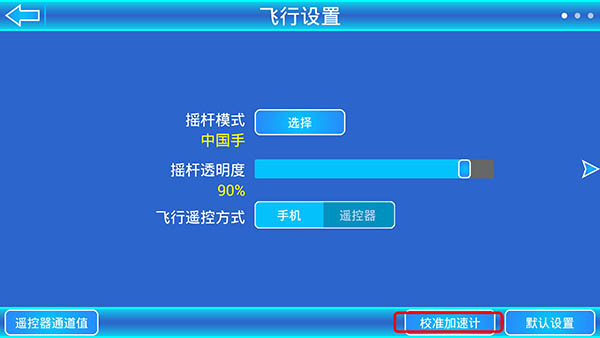 飞行设置
摇杆模式
选择
中国手
摇杆透明度
90%
飞行遥控方式
手机
遥控器
遥控器通道值
校准加速计
默认设置